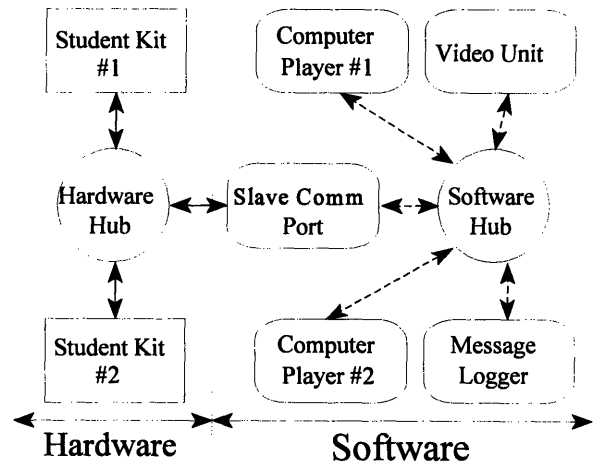 Student Kit
#1
Computer
Player #1
Video Unit
Hardware
Hub
Slave Comm
Port
Software
Hub
Student Kit
#2
Computer
Player #2
Message
Logger
Hardware
Software